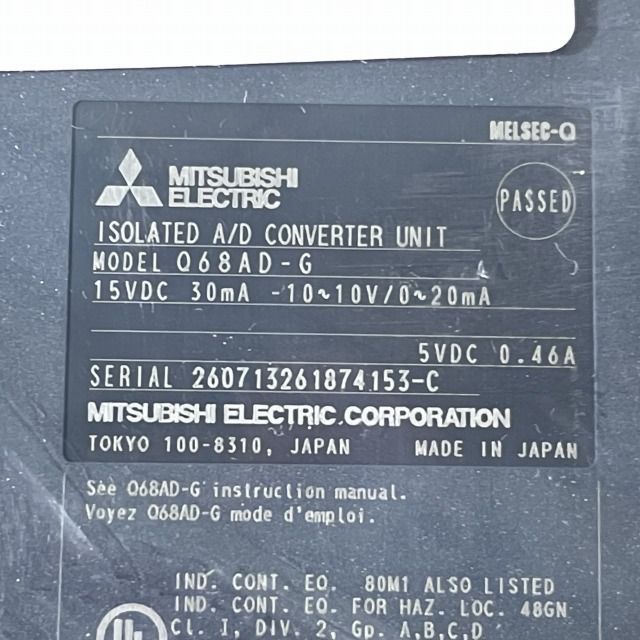 MELSEC-Q
MITSUBISHI
ELECTRIC
PASSED
ISOLATED A/D CONVERTER UNIT
MODEL Q68AD-G
15VDC 30mA -10~10V/0~20mA
5VDC 0.46A
SERIAL 260713261874153-C
MITSUBISHI ELECTRIC CORPORATION
TOKYO 100-8310, JAPAN MADE IN JAPAN
See Q68AD-G instruction manual.
Voyez Q68AD-G mode d'emploi.
IND. CONT. EQ. 80M1 ALSO LISTED
IND. CONT. EQ. FOR HAZ. LOC. 48GN
UL Cl. I, DIV. 2, Gp. A,B,C,D